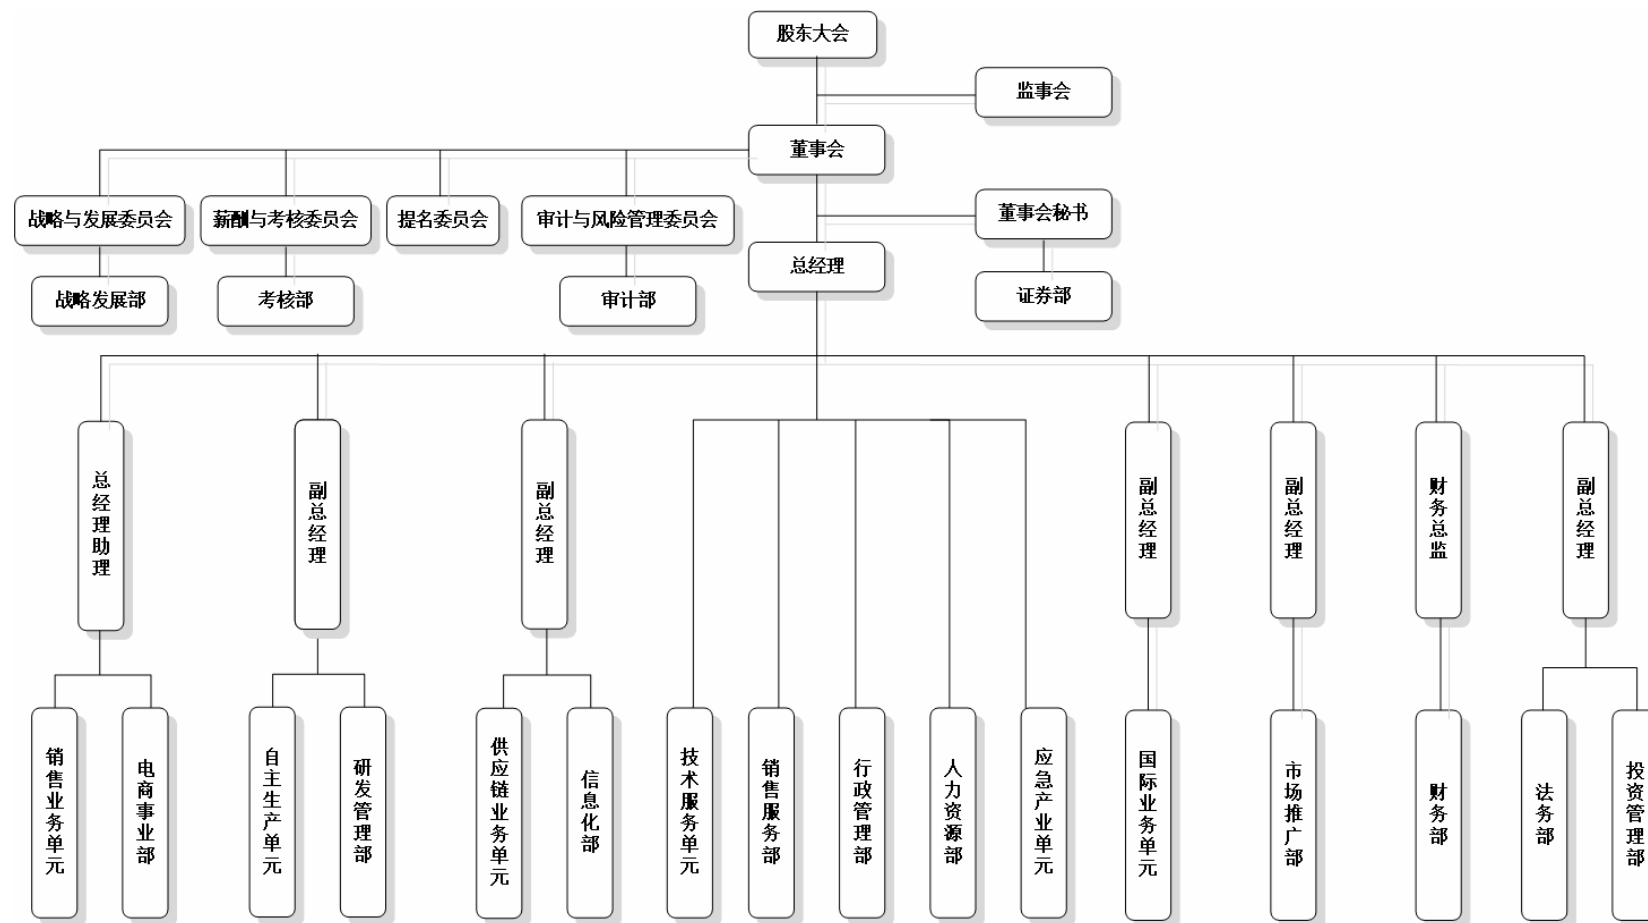 股东大会
监事会
董事会
战略与发展委员会
薪酬与考核委员会
提名委员会
审计与风险管理委员会
董事会秘书
总经理
战略发展部
考核部
审计部
证券部
总经理助理
副总经理
副总经理
副总经理
副总经理
财务总监
副总经理
销售业务单元
电商事业部
自主生产单元
研发管理部
供应链业务单元
信息化部
技术服务单元
销售服务部
行政管理部
人力资源部
应急产业单元
国际业务单元
市场推广部
财务部
法务部
投资管理部